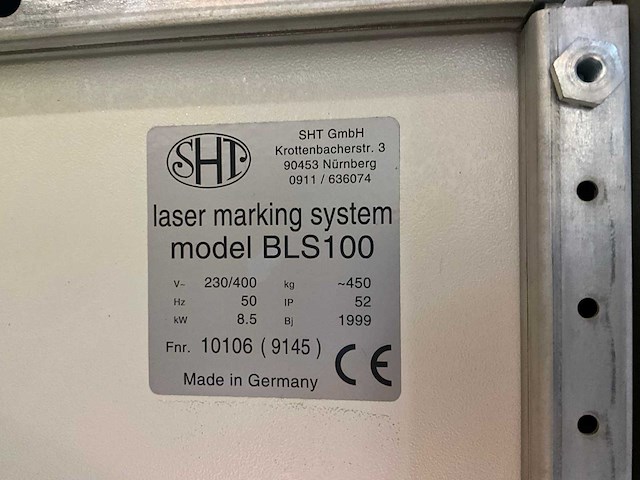 SHT
SHT GmbH
Krottenbacherstr. 3
90453 Nürnberg
0911 / 636074
laser marking system
model BLS100
V~ 230/400 kg ~450
Hz 50 IP 52
kW 8.5 Bj 1999
Fnr. 10106 ( 9145 )
Made in Germany CE